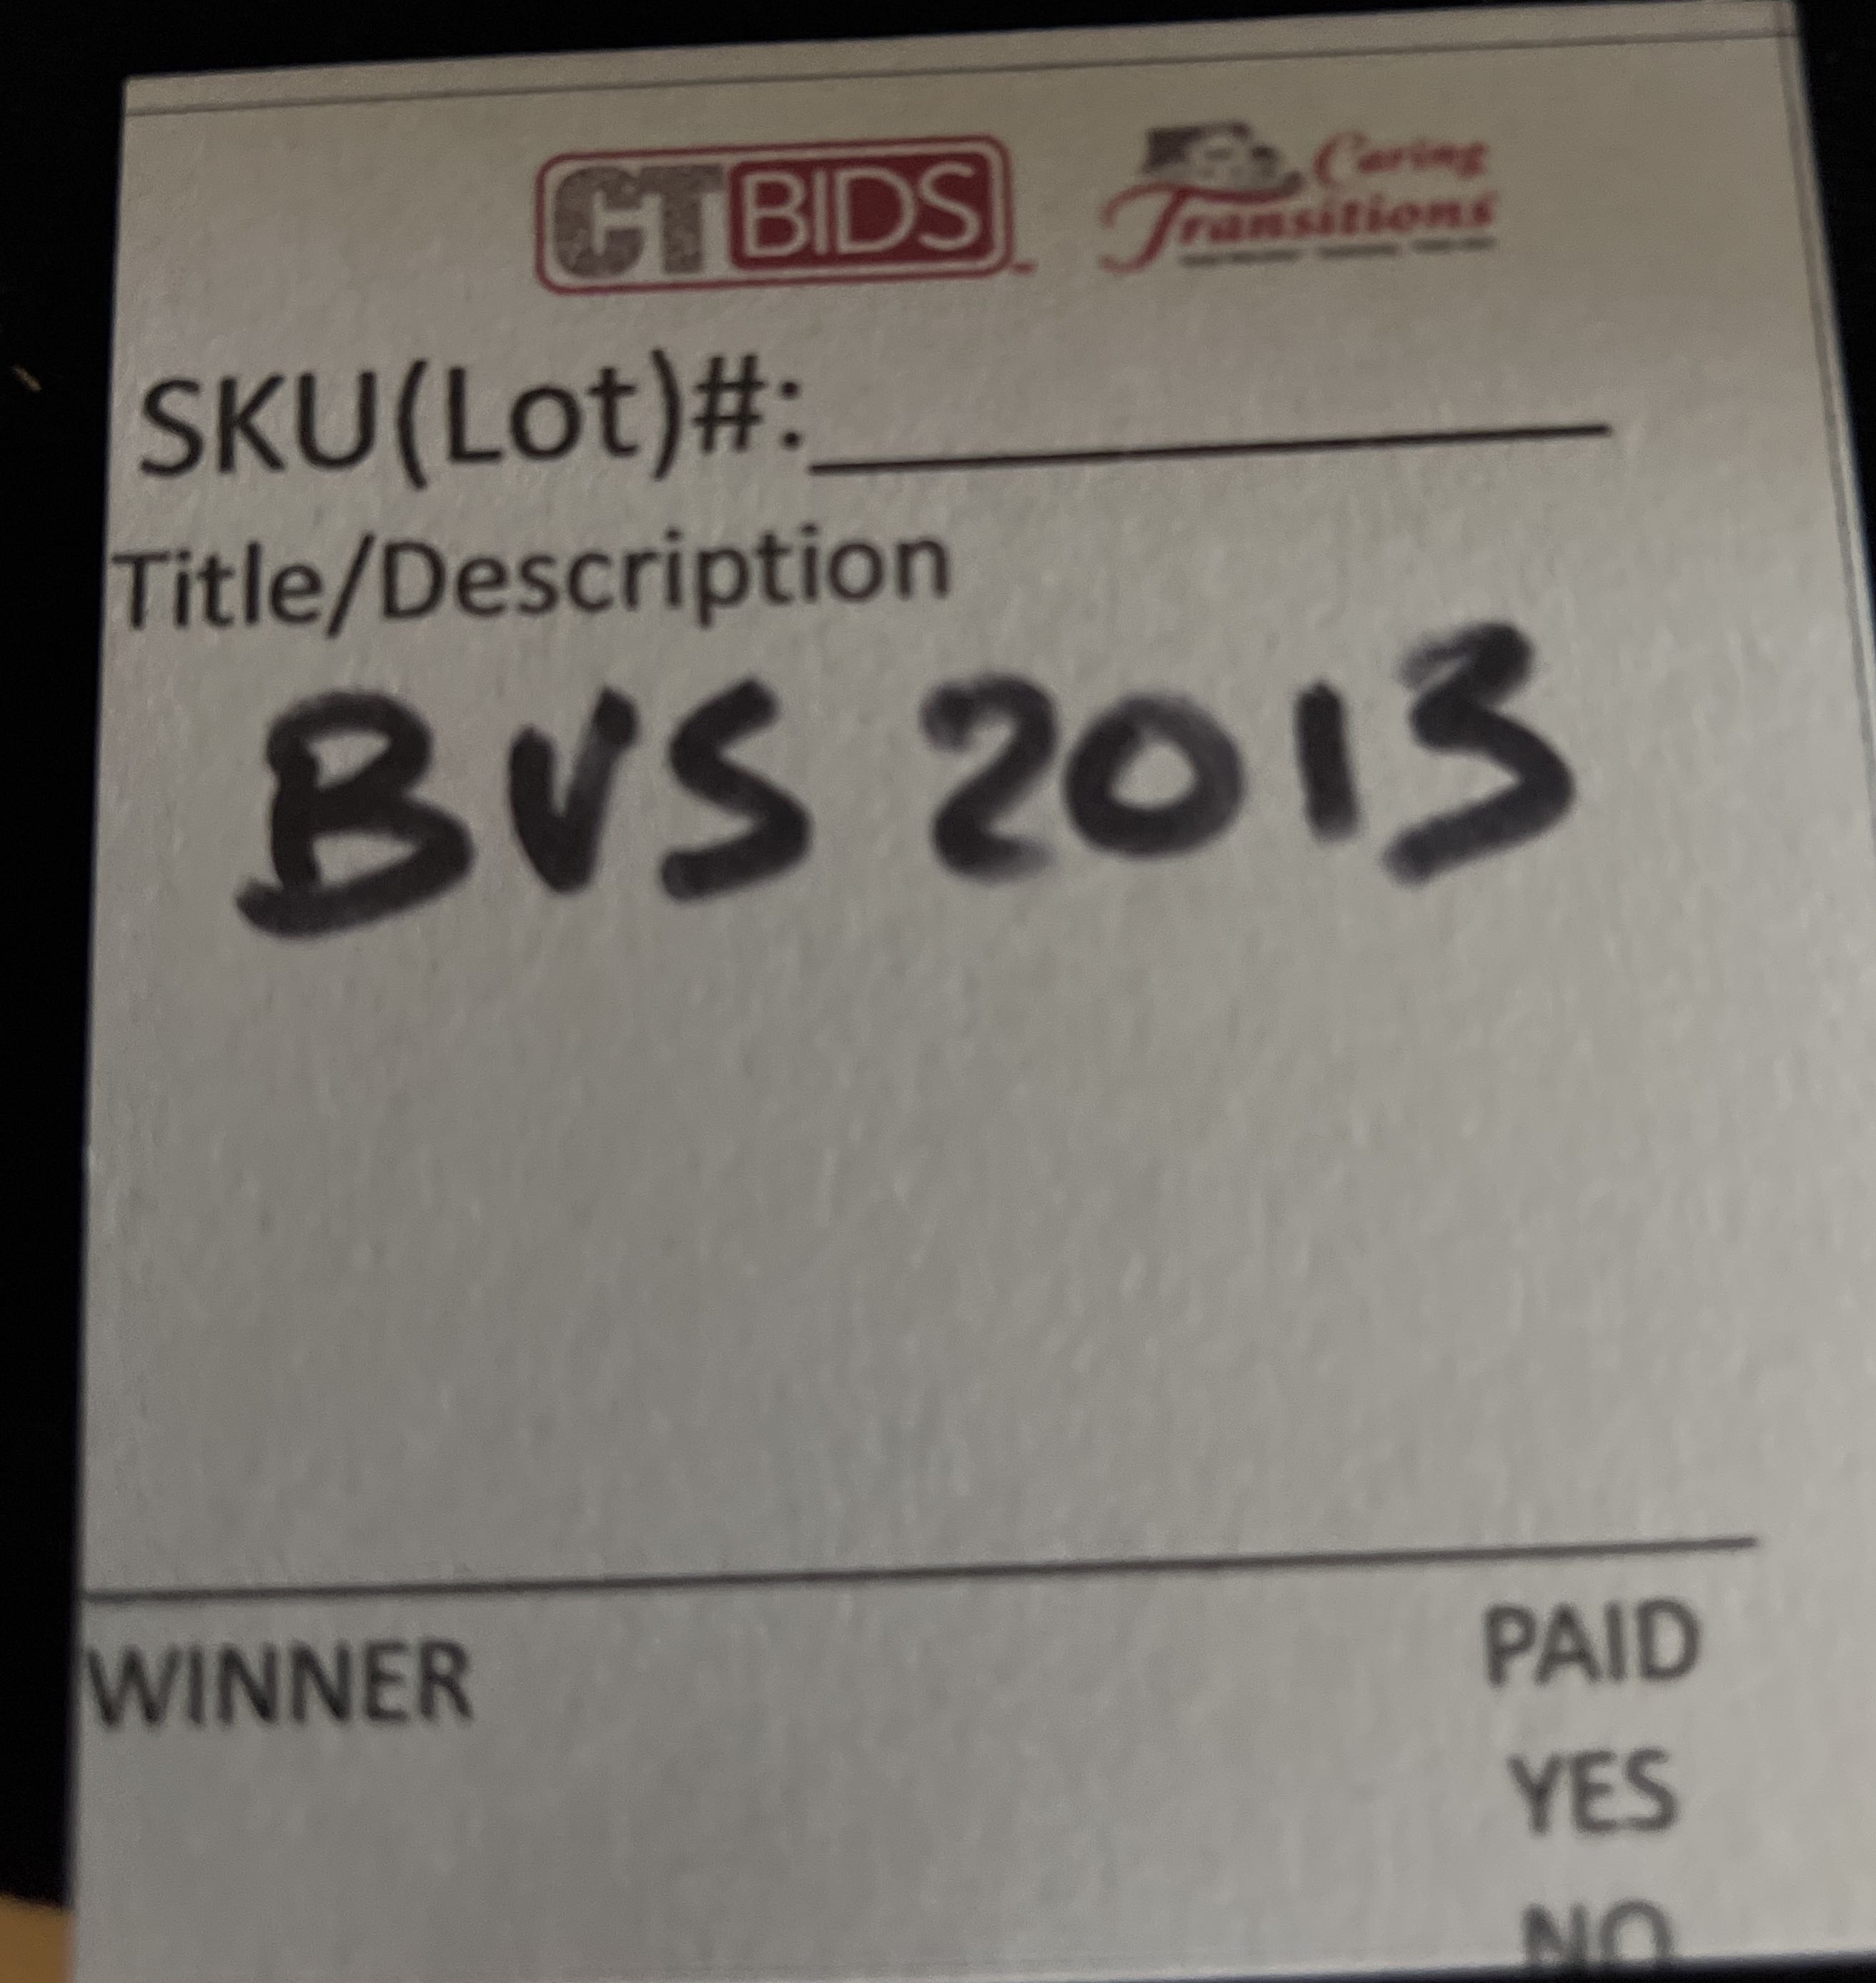 CTBIDS
Caring
Transitions
SKU(Lot)#:
Title/Description
BVS 2013
WINNER
PAID
YES
NO